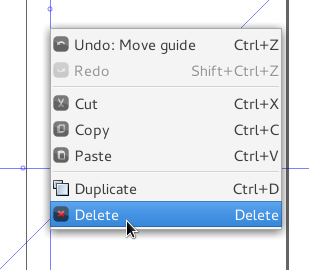 Undo: Move guide Ctrl+Z
Redo Shift+Ctrl+Z
Cut Ctrl+X
Copy Ctrl+C
Paste Ctrl+V
Duplicate Ctrl+D
Delete Delete